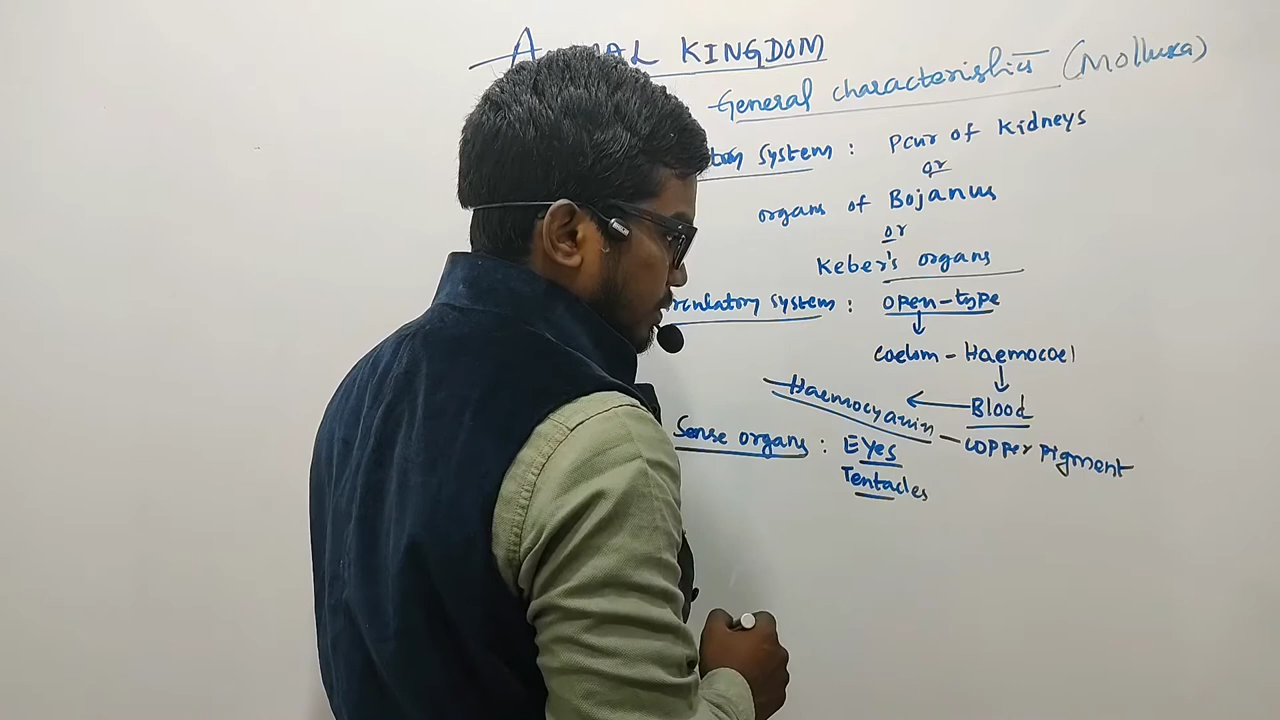 KINGDOM
General characteristics (Mollusca)
system : Pair of Kidneys
or
organs of Bojanus
or
Keber's organs
system : open-type
Coelom - Haemocoel
Haemocyanin ← Blood
Sense organs : Eyes - copper pigment
Tentacles